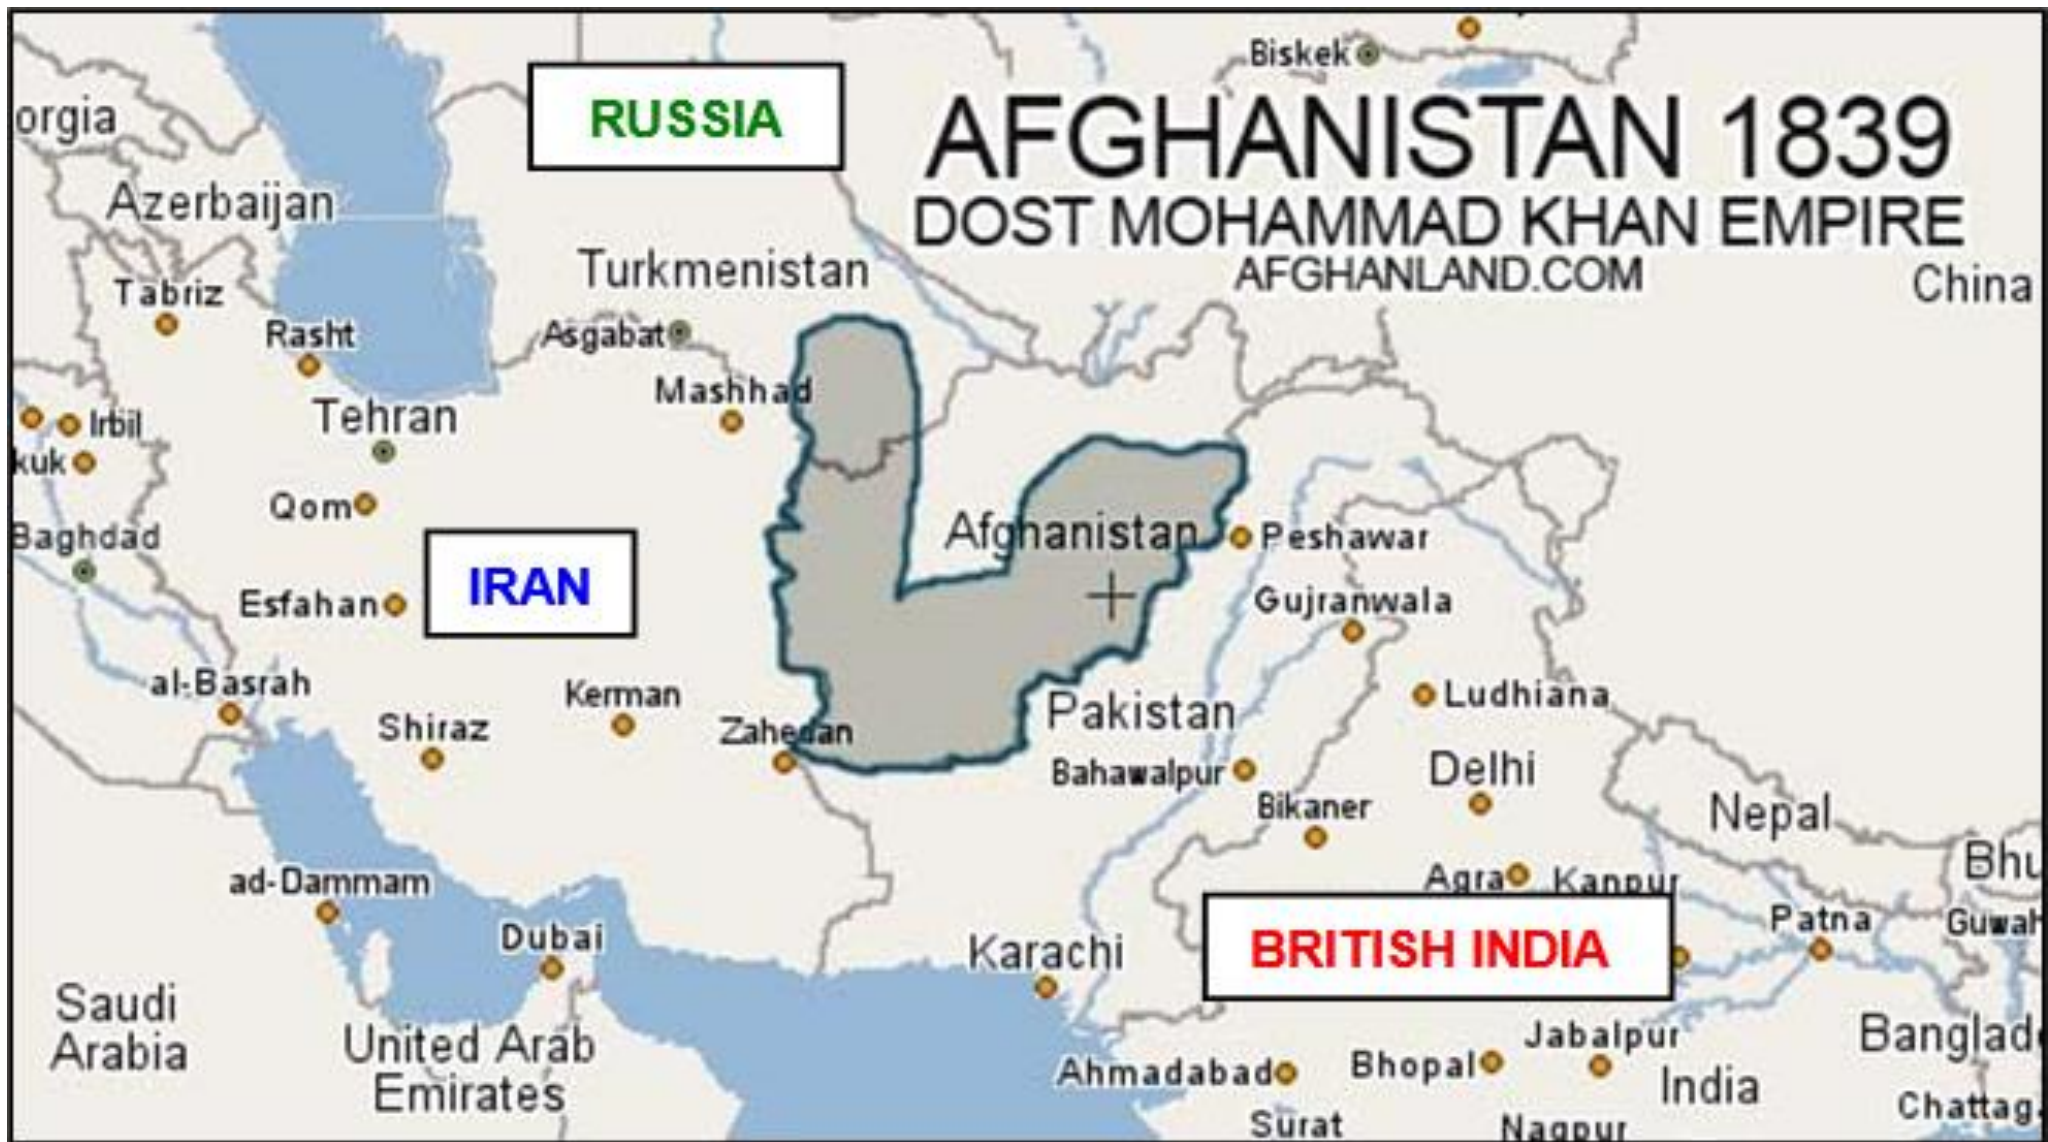 Biskek
RUSSIA
AFGHANISTAN 1839
DOST MOHAMMAD KHAN EMPIRE
AFGHANLAND.COM
orgia
Azerbaijan
Turkmenistan
China
Tabriz
Rasht
Asgabat
Mashhad
Tehran
Irbil
kuk
Qom
Baghdad
Afghanistan
Peshawar
IRAN
Esfahan
Gujranwala
al-Basrah
Kerman
Ludhiana
Shiraz
Zahedan
Pakistan
Bahawalpur
Delhi
Bikaner
Nepal
Bhu
ad-Dammam
Agra
Kanpur
Patna
Guwah
Dubai
Karachi
BRITISH INDIA
Saudi
Arabia
United Arab
Emirates
Jabalpur
Banglad
Ahmadabad
Bhopal
India
Surat
Nagpur
Chattag